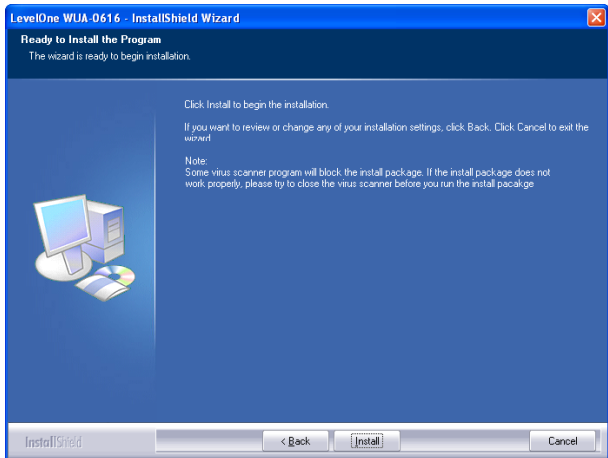 LevelOne WUA-0616 - InstallShield Wizard
Ready to Install the Program
The wizard is ready to begin installation.
Click Install to begin the installation.
If you want to review or change any of your installation settings, click Back. Click Cancel to exit the
wizard
Note:
Some virus scanner program will block the install package. If the install package does not
work properly, please try to close the virus scanner before you run the install pacakge
InstallShield
< Back
Install
Cancel